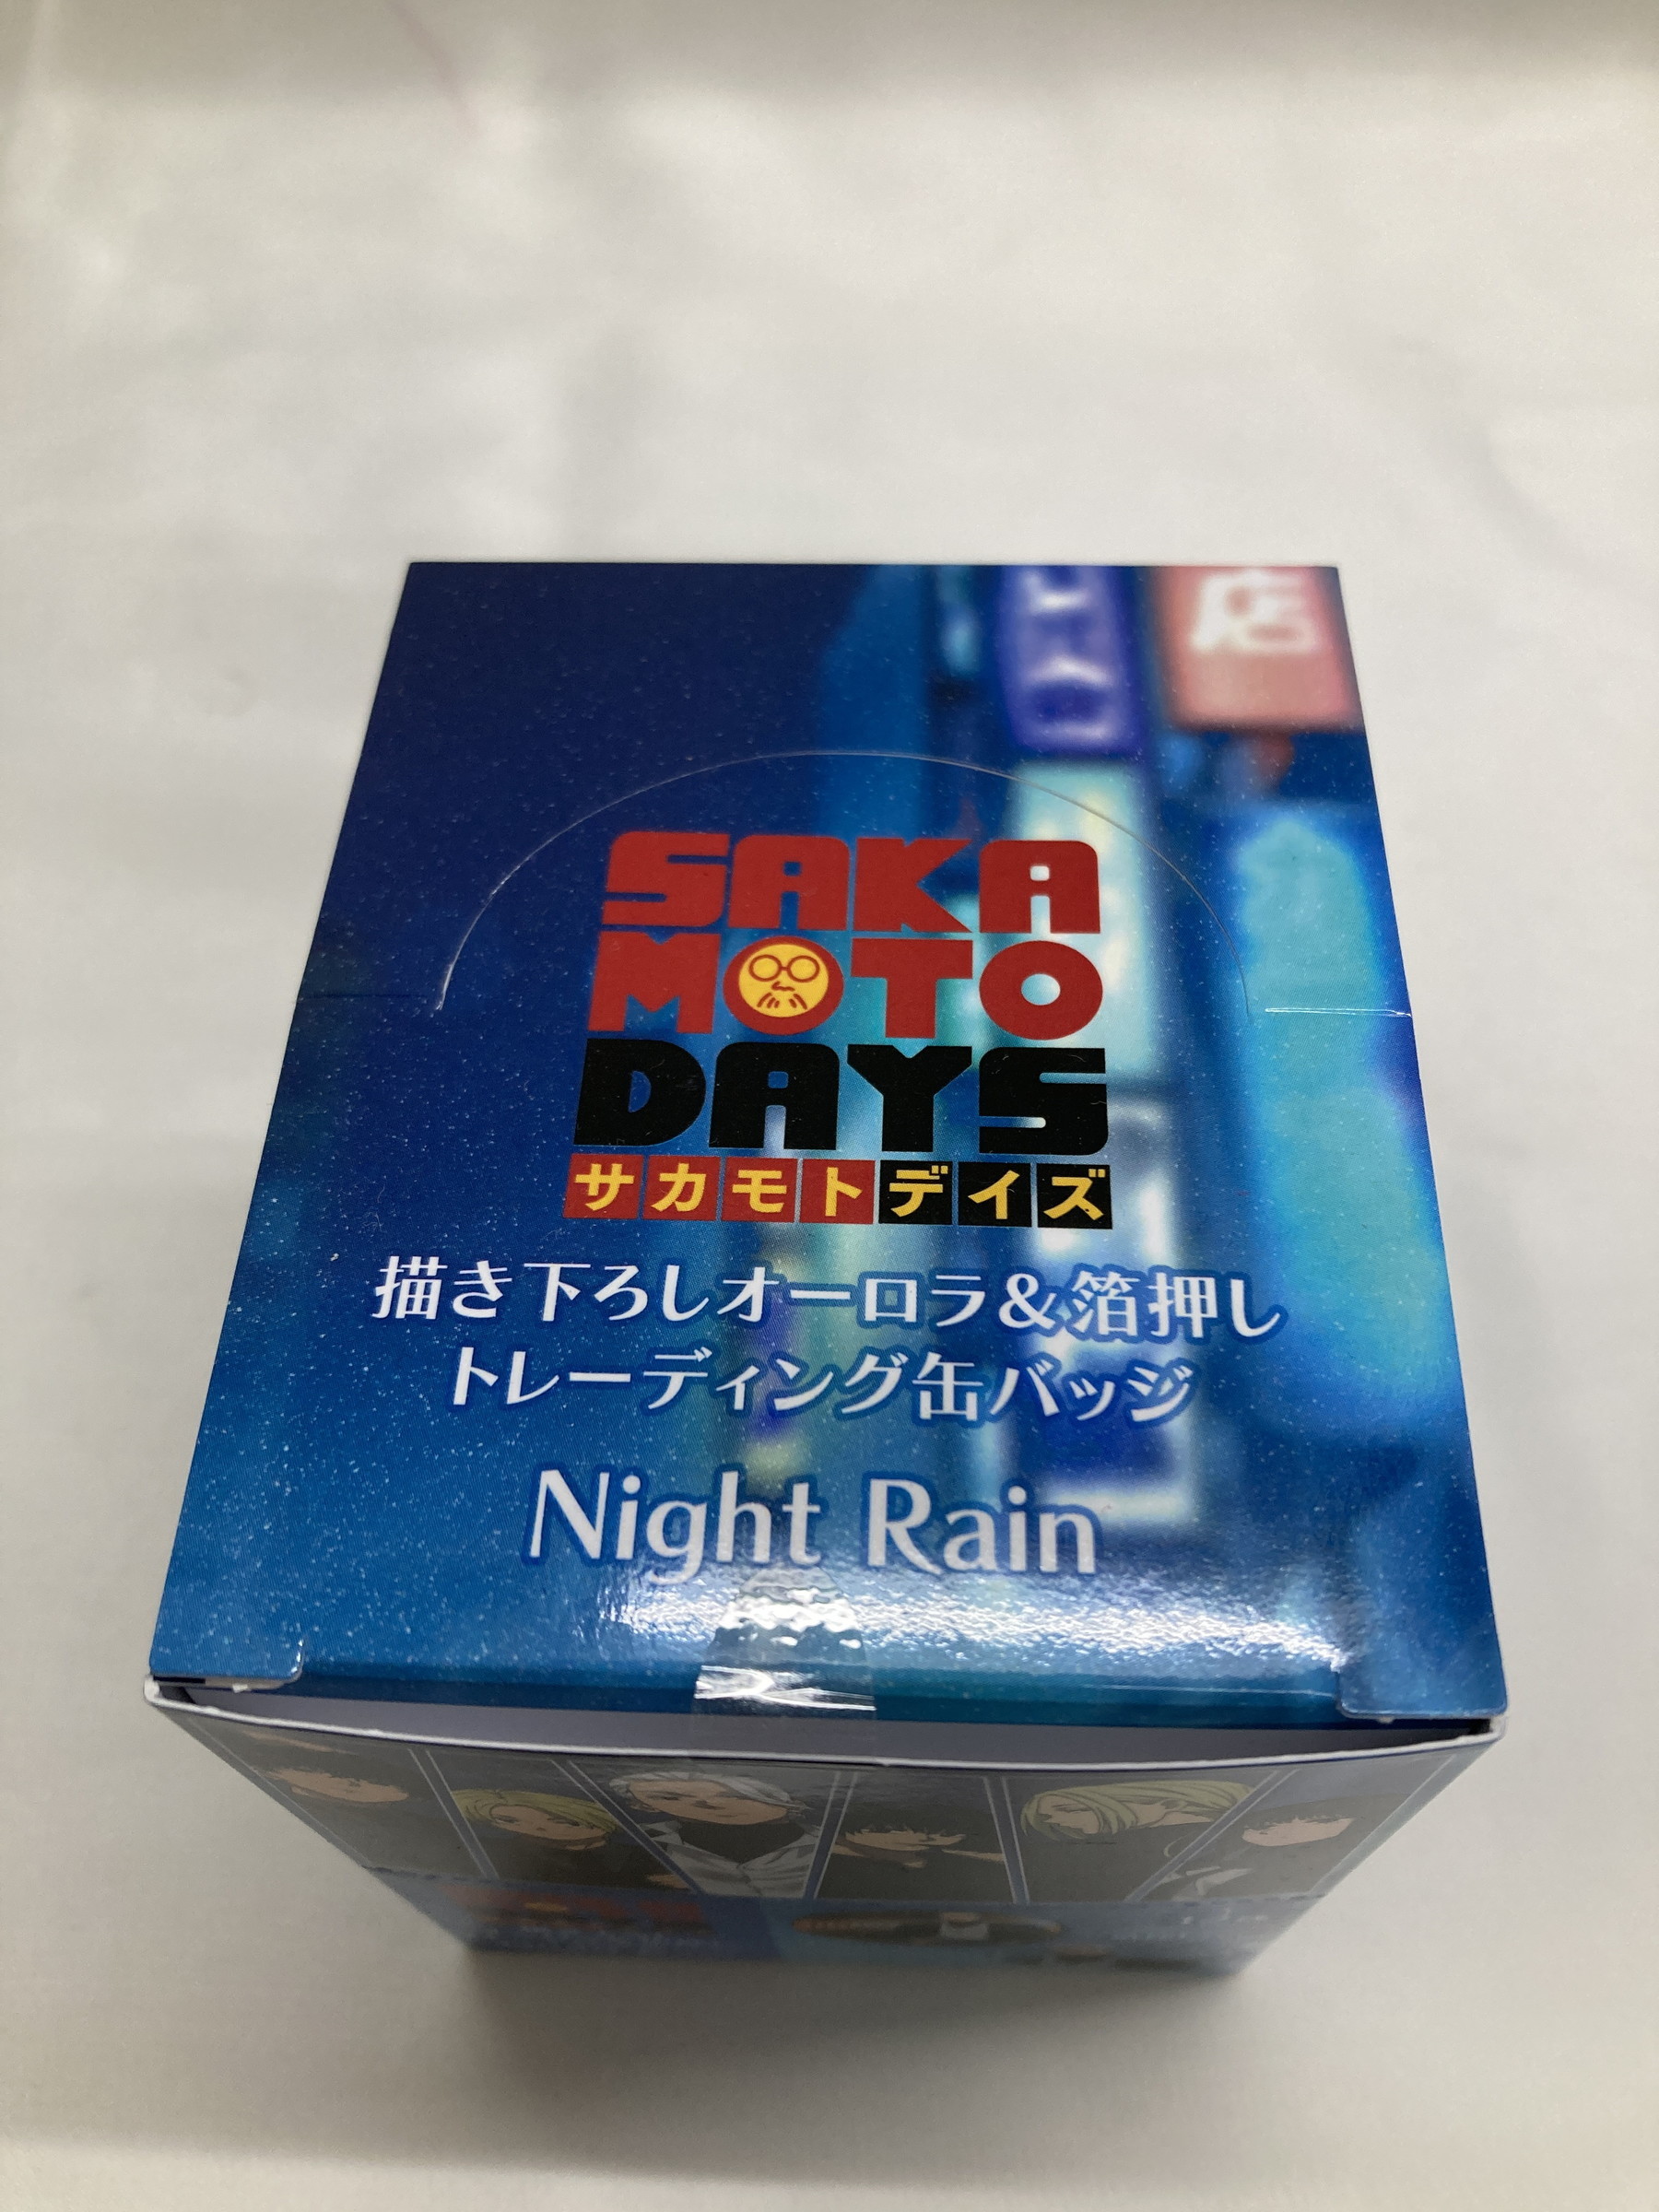 店
SAKA
MOTO
DAYS
サカモトデイズ
描き下ろしオーロラ&箔押し
トレーディング缶バッジ
Night Rain